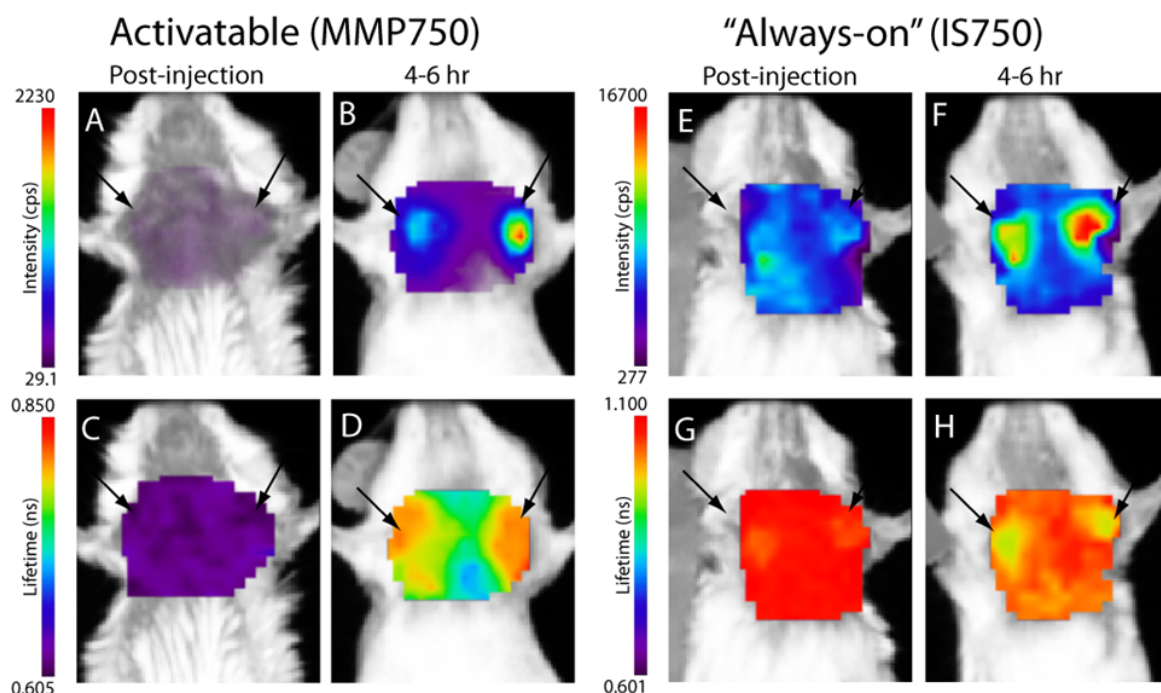 Activatable (MMP750)
“Always-on” (IS750)
Post-injection
4-6 hr
Post-injection
4-6 hr
2230
Intensity (cps)
29.1
A
B
16700
Intensity (cps)
277
E
F
0.850
Lifetime (ns)
0.605
C
D
1.100
Lifetime (ns)
0.601
G
H